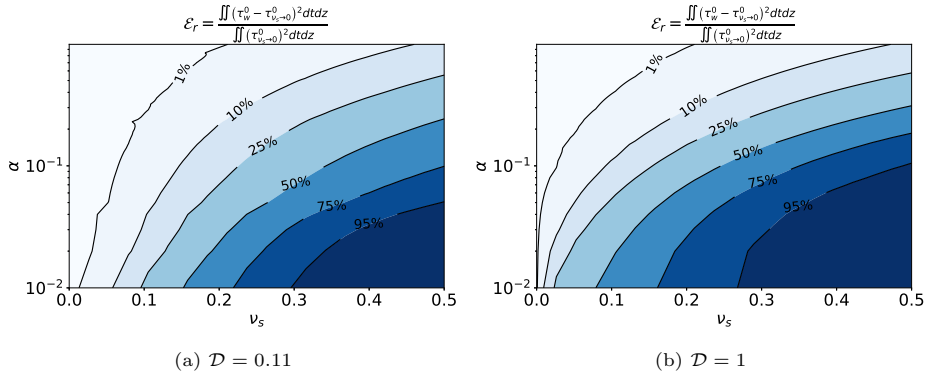 ℰᵣ = ∬(τ_w^0 − τ_{ν_s→0}^0)^2 dtdz / ∬(τ_{ν_s→0}^0)^2 dtdz
α
10^{-1}
10^{-2}
1%
10%
25%
50%
75%
95%
0.0 0.1 0.2 0.3 0.4 0.5
ν_s
(a) 𝒟 = 0.11
ℰᵣ = ∬(τ_w^0 − τ_{ν_s→0}^0)^2 dtdz / ∬(τ_{ν_s→0}^0)^2 dtdz
α
10^{-1}
10^{-2}
1%
10%
25%
50%
75%
95%
0.0 0.1 0.2 0.3 0.4 0.5
ν_s
(b) 𝒟 = 1